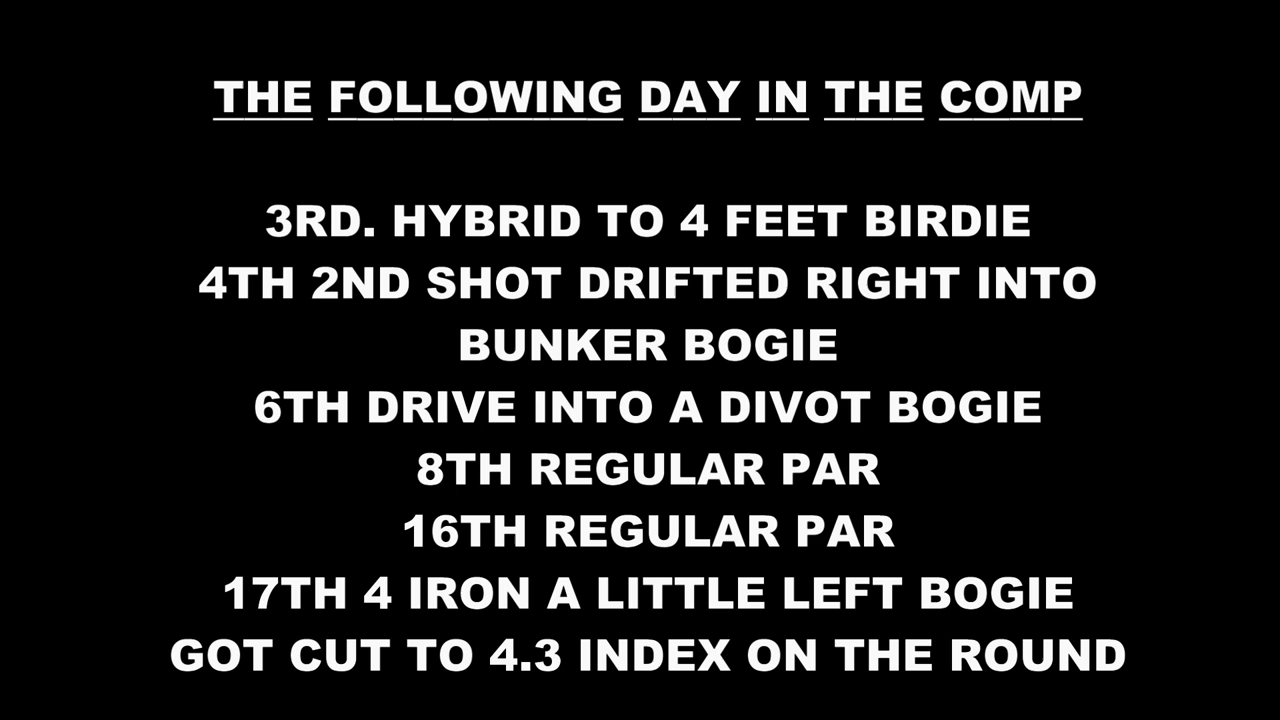 THE FOLLOWING DAY IN THE COMP
3RD. HYBRID TO 4 FEET BIRDIE
4TH 2ND SHOT DRIFTED RIGHT INTO
BUNKER BOGIE
6TH DRIVE INTO A DIVOT BOGIE
8TH REGULAR PAR
16TH REGULAR PAR
17TH 4 IRON A LITTLE LEFT BOGIE
GOT CUT TO 4.3 INDEX ON THE ROUND